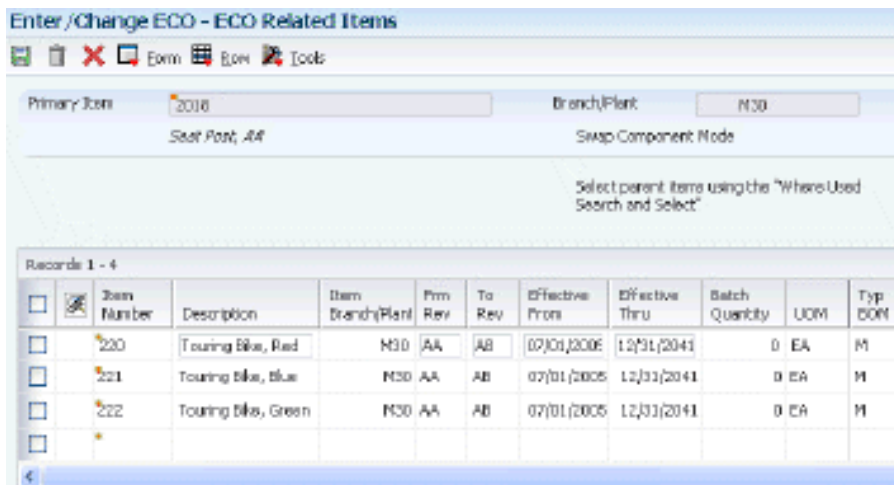 Enter/Change ECO - ECO Related Items
Form Row Tools
Primary Item 2016 Branch/Plant M30
Seat Post, AA Swap Component Mode
Select parent items using the "Where Used
Search and Select"
Records 1 - 4
Item Number Description Item Branch/Plant Frm Rev To Rev Effective From Effective Thru Batch Quantity UOM Typ BOM
220 Touring Bike, Red M30 AA AB 07/01/200 12/31/2041 0 EA M
221 Touring Bike, Blue M30 AA AB 07/01/2005 12/31/2041 0 EA M
222 Touring Bike, Green M30 AA AB 07/01/2005 12/31/2041 0 EA M